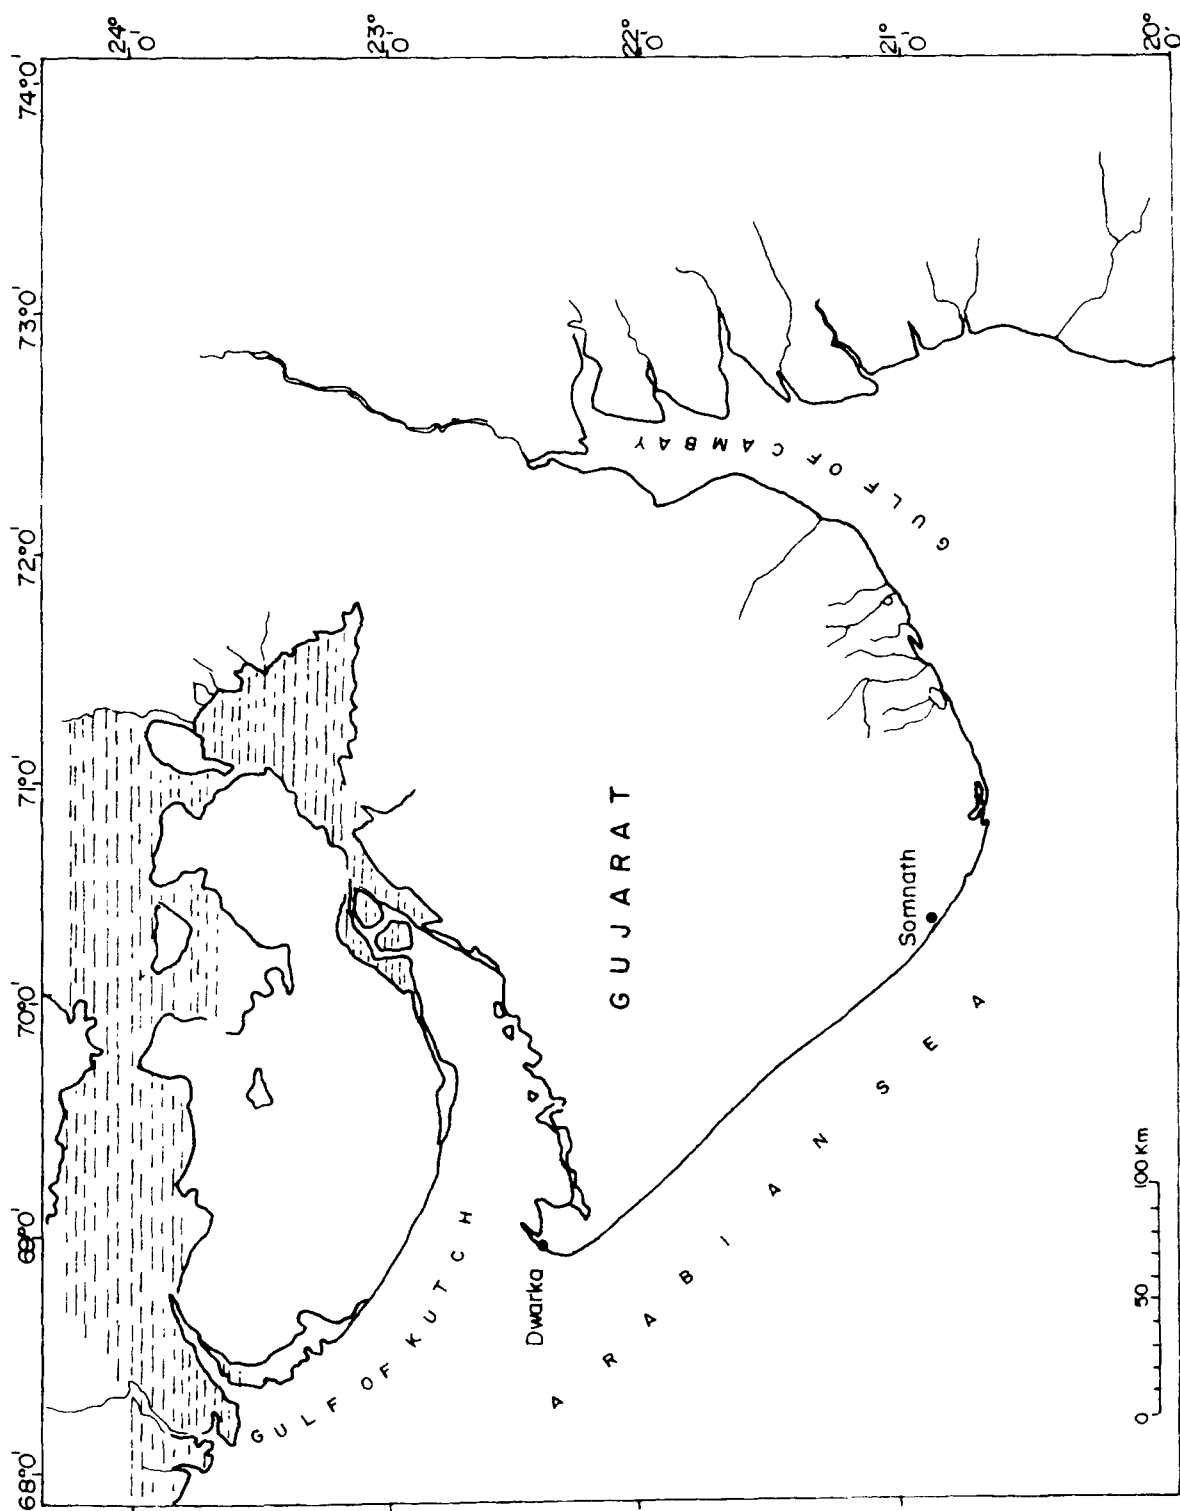 68°0'
69°0'
70°0'
71°0'
72°0'
73°0'
74°0'
24°0'
23°0'
22°0'
21°0'
20°0'
GULF OF KUTCH
Dwarka
GUJARAT
Somnath
GULF OF CAMBAY
ARABIAN SEA
0 50 100 Km